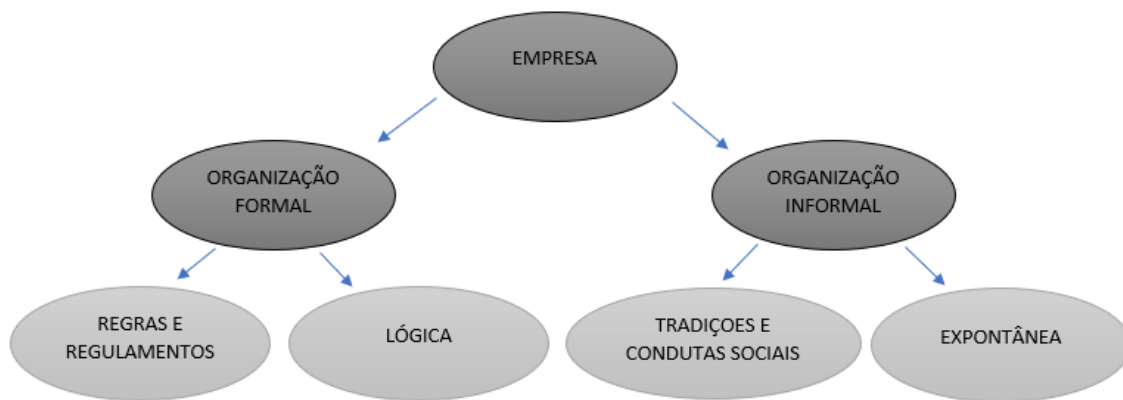 EMPRESA
ORGANIZAÇÃO
FORMAL
ORGANIZAÇÃO
INFORMAL
REGRAS E
REGULAMENTOS
LÓGICA
TRADIÇOES E
CONDUTAS SOCIAIS
EXPONTÂNEA